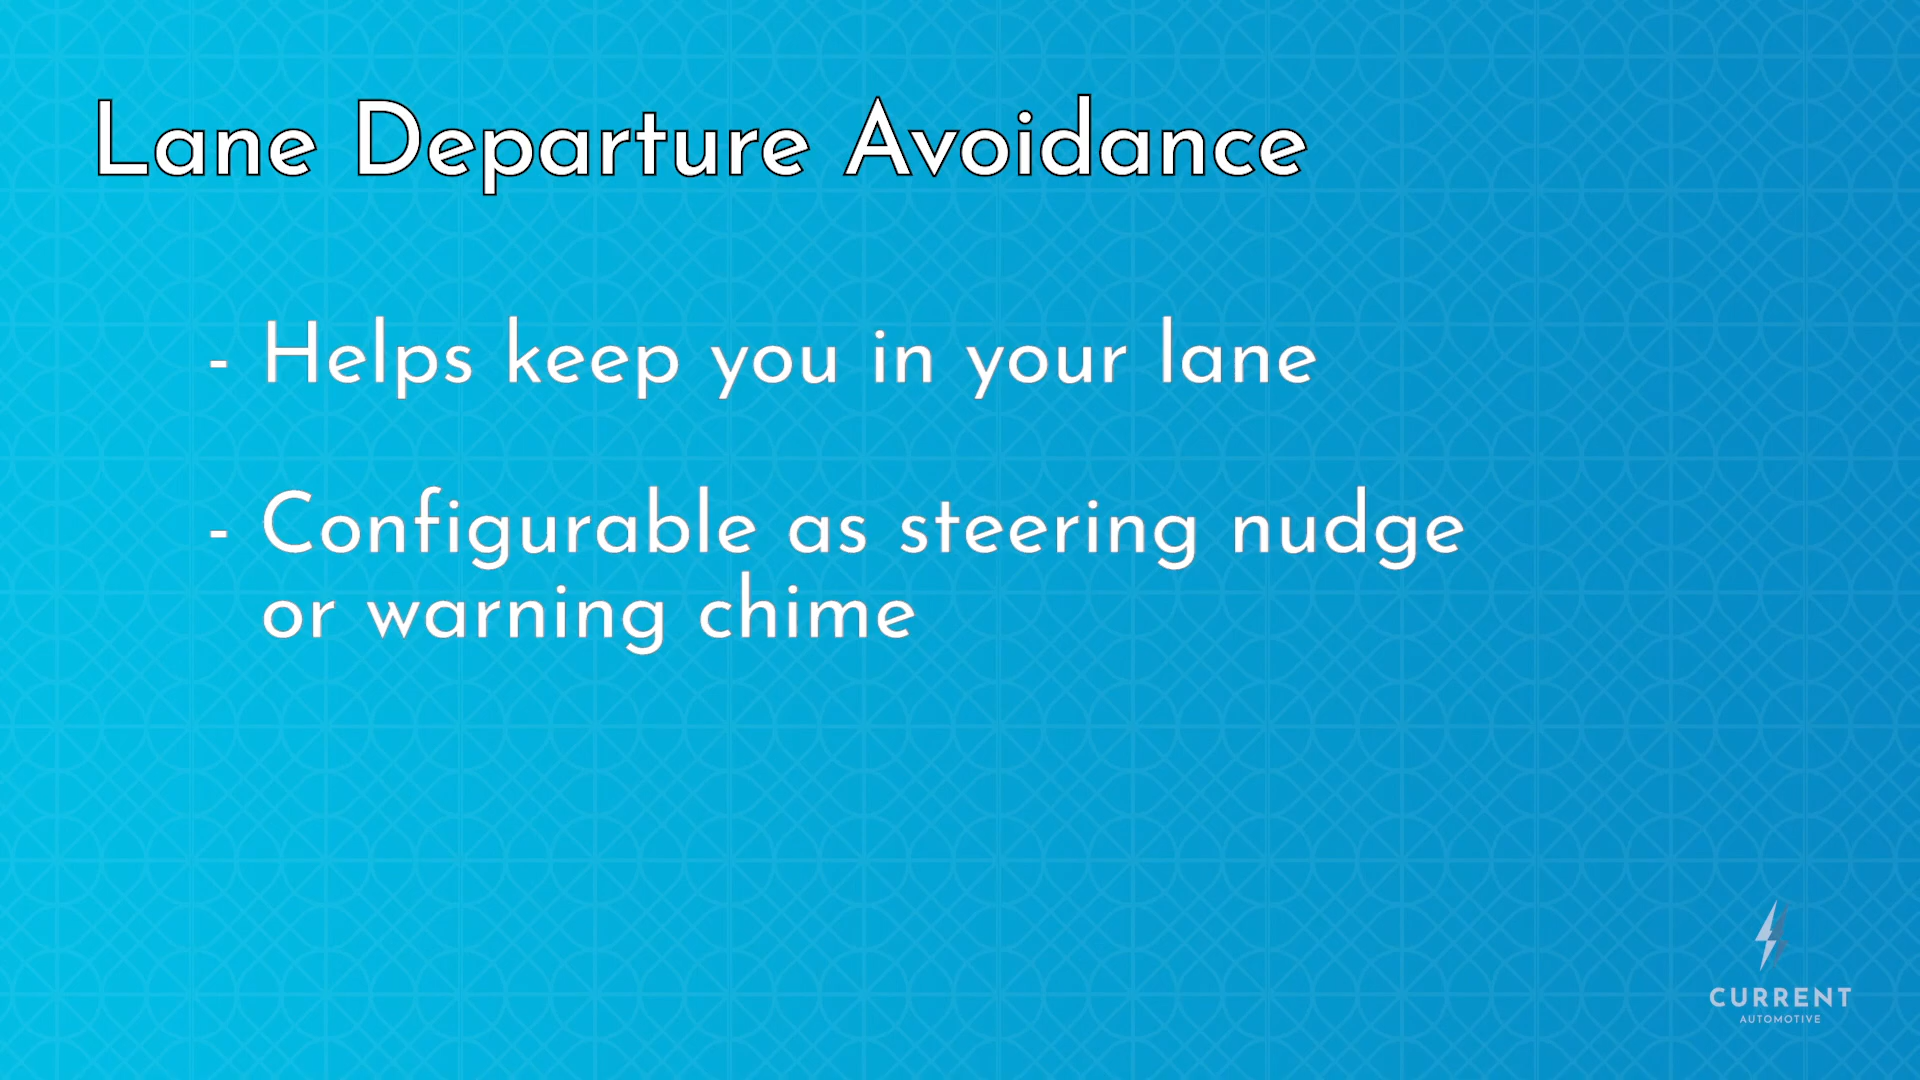 Lane Departure Avoidance
- Helps keep you in your lane
- Configurable as steering nudge
or warning chime
CURRENT
AUTOMOTIVE